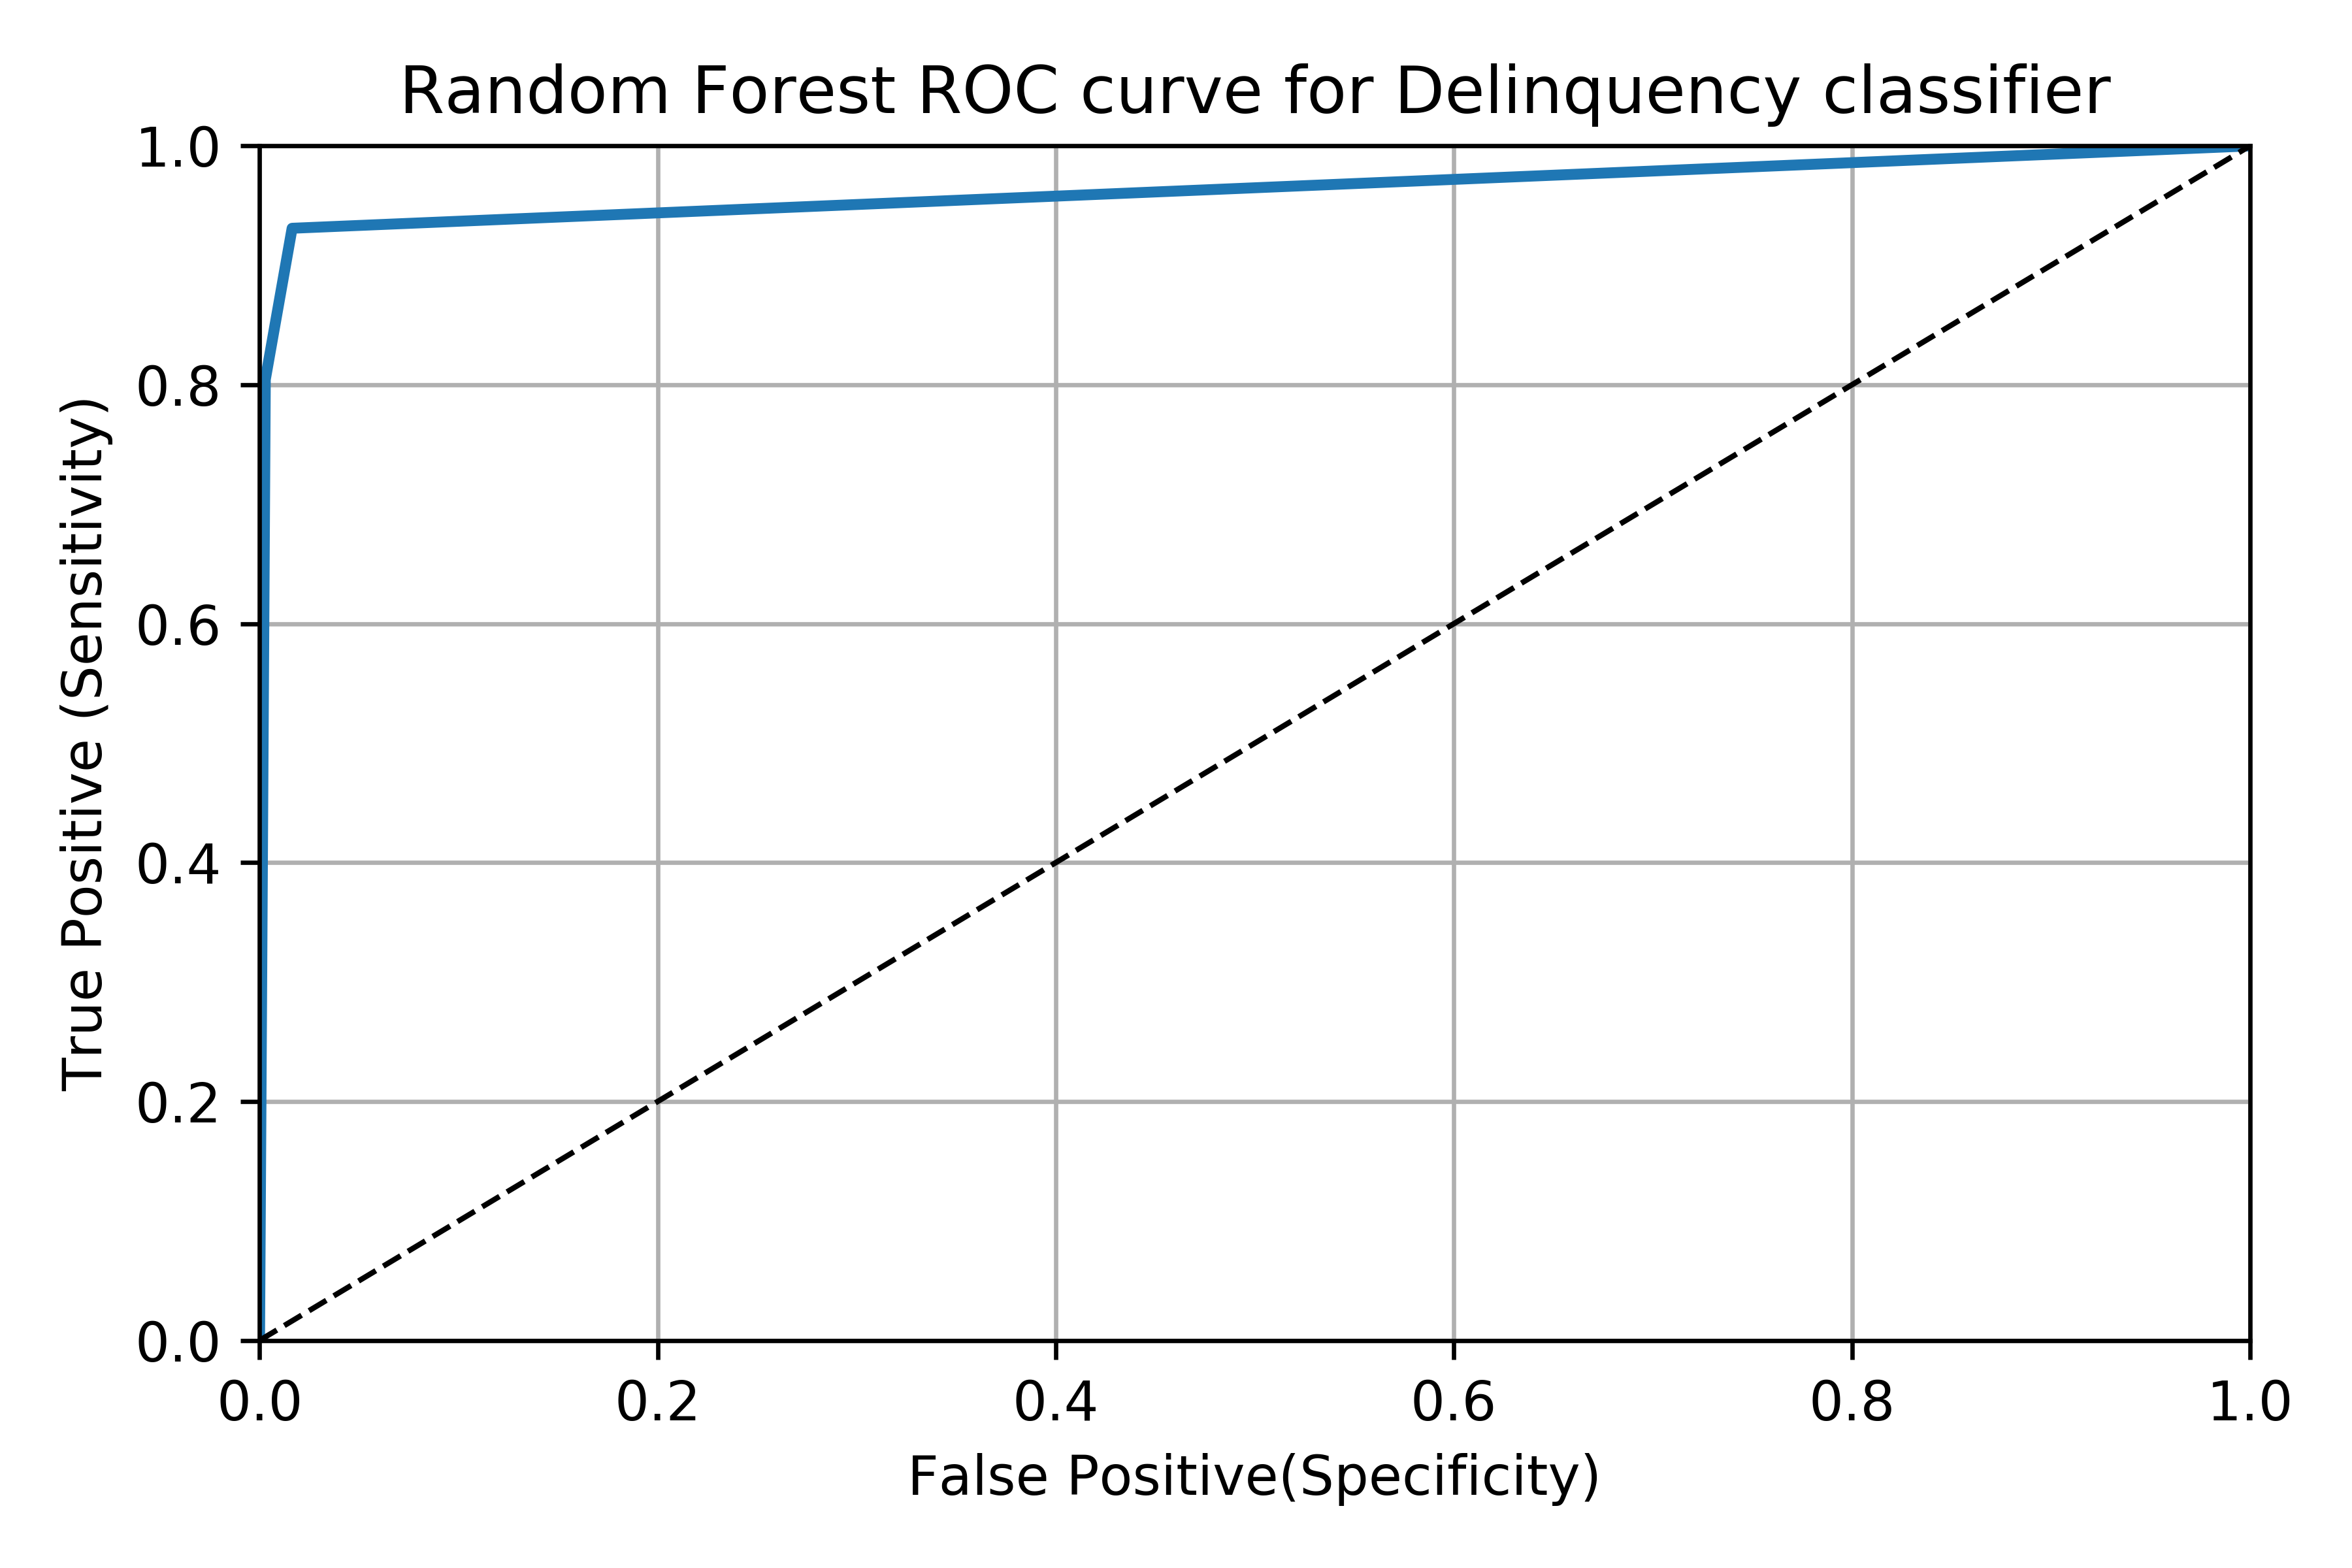 Random Forest ROC curve for Delinquency classifier
1.0
0.8
0.6
0.4
0.2
0.0
True Positive (Sensitivity)
0.0 0.2 0.4 0.6 0.8 1.0
False Positive(Specificity)